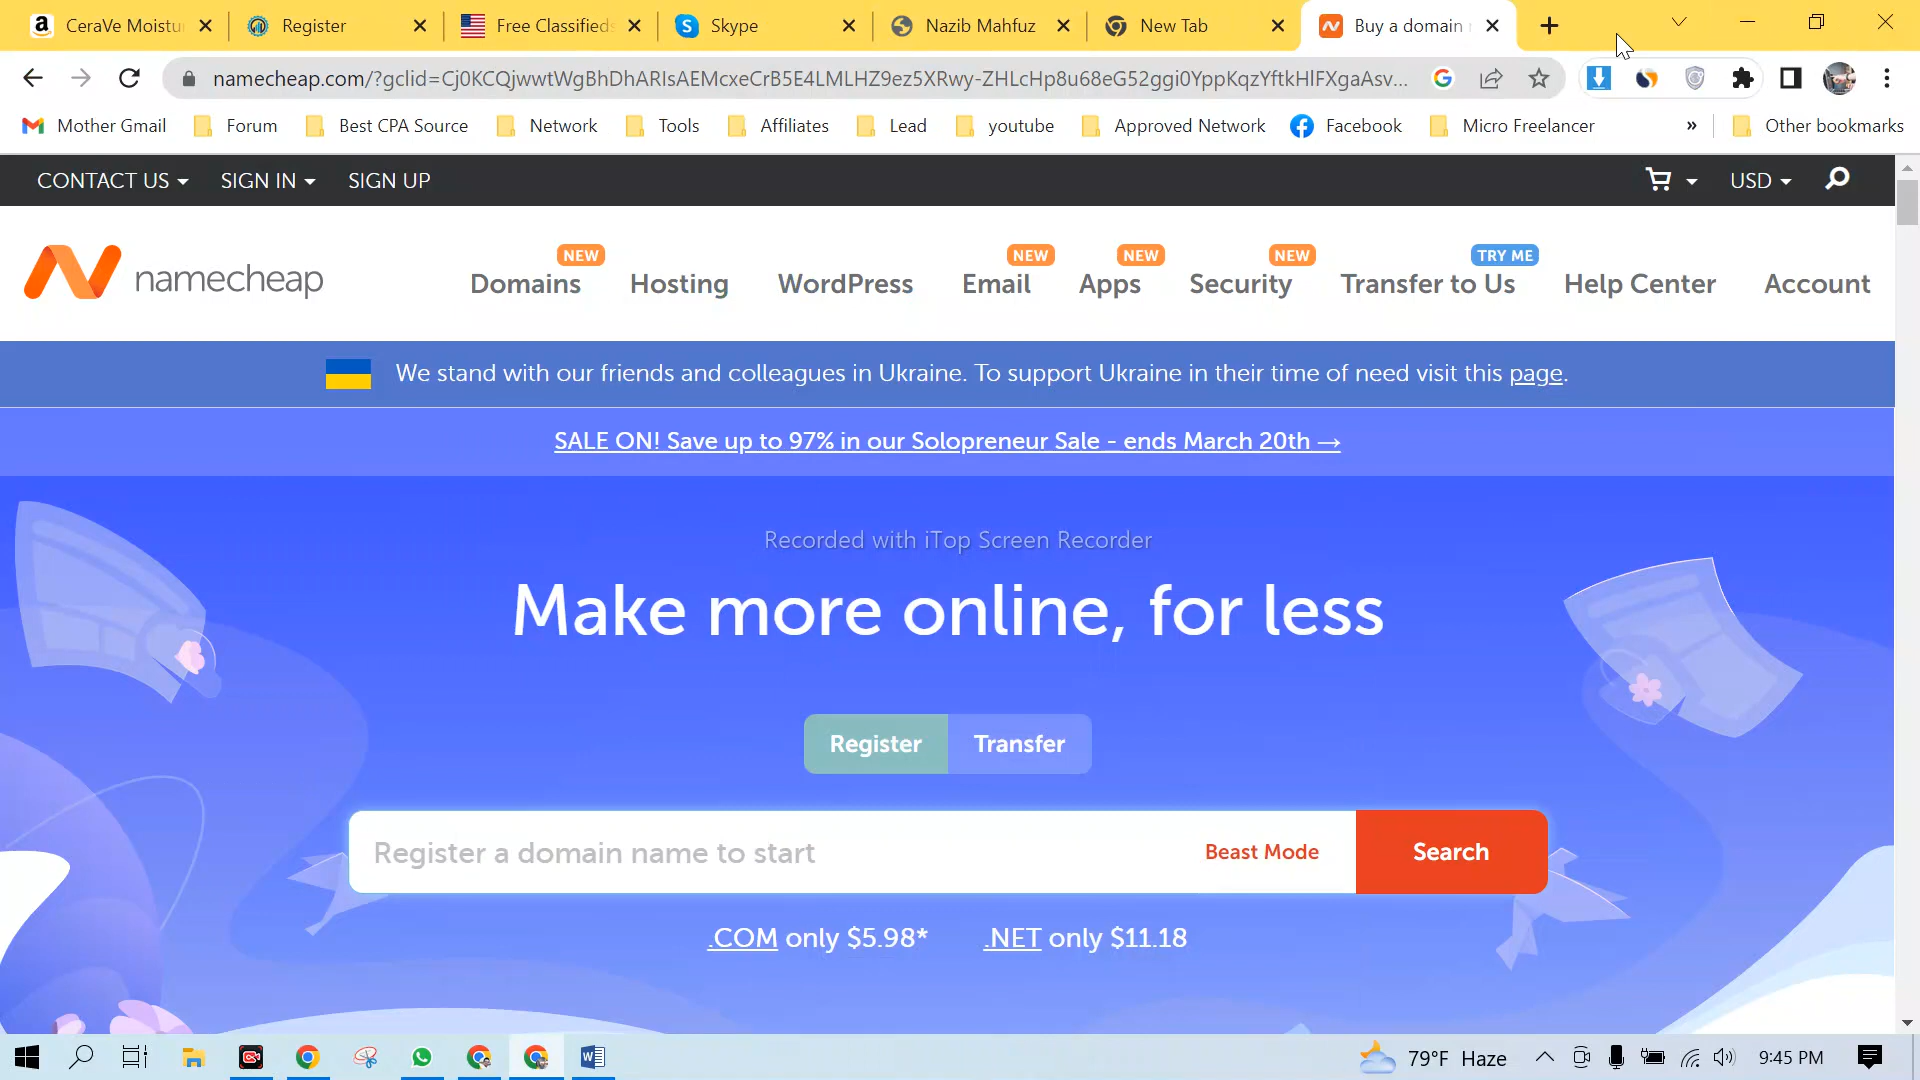 CeraVe Moistu
Register
Free Classifieds
Skype
Nazib Mahfuz
New Tab
Buy a domain
namecheap.com/?gclid=Cj0KCQjwwtWgBhDhARIsAEMcxeCrB5E4LMLHZ9ez5XRwy-ZHLcHp8u68eG52ggi0YppKqzYftkHlFXgaAsv...
Mother Gmail
Forum
Best CPA Source
Network
Tools
Affiliates
Lead
youtube
Approved Network
Facebook
Micro Freelancer
»
Other bookmarks
CONTACT US
SIGN IN
SIGN UP
USD
namecheap
NEW
Domains
Hosting
WordPress
NEW
Email
NEW
Apps
NEW
Security
TRY ME
Transfer to Us
Help Center
Account
We stand with our friends and colleagues in Ukraine. To support Ukraine in their time of need visit this page.
SALE ON! Save up to 97% in our Solopreneur Sale - ends March 20th →
Recorded with iTop Screen Recorder
Make more online, for less
Register
Transfer
Register a domain name to start
Beast Mode
Search
.COM only $5.98*
.NET only $11.18
79°F Haze
9:45 PM